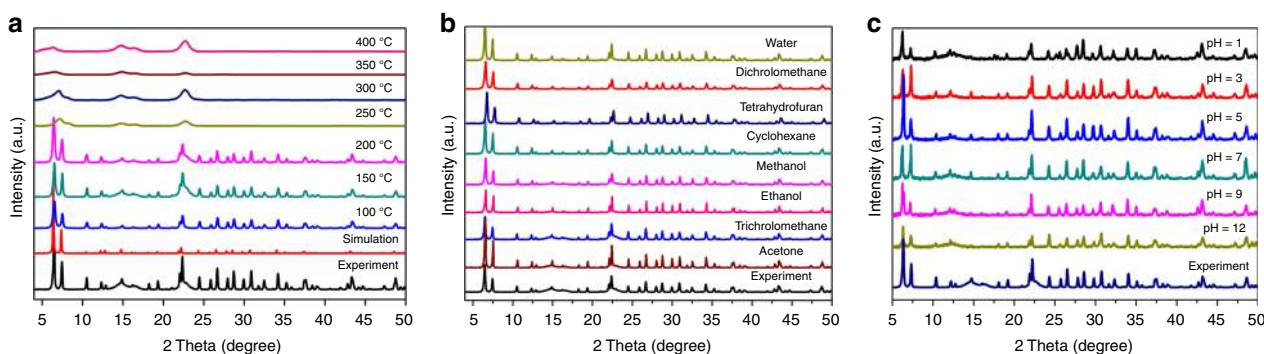 a
Intensity (a.u.)
400 °C
350 °C
300 °C
250 °C
200 °C
150 °C
100 °C
Simulation
Experiment
5 10 15 20 25 30 35 40 45 50
2 Theta (degree)
b
Intensity (a.u.)
Water
Dichrolomethane
Tetrahydrofuran
Cyclohexane
Methanol
Ethanol
Trichrolomethane
Acetone
Experiment
5 10 15 20 25 30 35 40 45 50
2 Theta (degree)
c
Intensity (a.u.)
pH = 1
pH = 3
pH = 5
pH = 7
pH = 9
pH = 12
Experiment
5 10 15 20 25 30 35 40 45 50
2 Theta (degree)